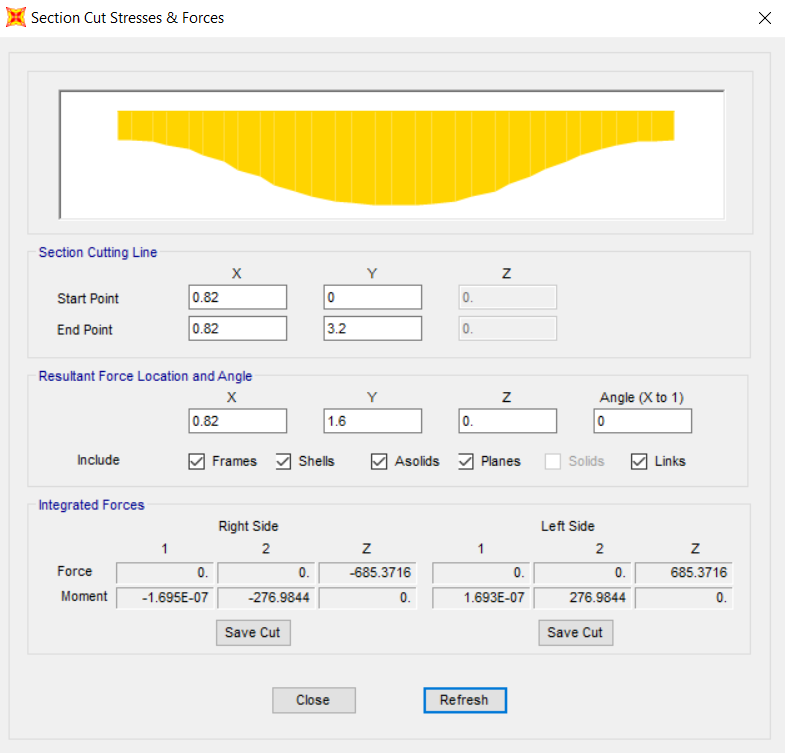 Section Cut Stresses & Forces
Section Cutting Line
X Y Z
Start Point 0.82 0 0.
End Point 0.82 3.2 0.
Resultant Force Location and Angle
X Y Z Angle (X to 1)
0.82 1.6 0. 0
Include Frames Shells Asolids Planes Solids Links
Integrated Forces
Right Side Left Side
1 2 Z 1 2 Z
Force 0. 0. -685.3716 0. 0. 685.3716
Moment -1.695E-07 -276.9844 0. 1.693E-07 276.9844 0.
Save Cut Save Cut
Close Refresh